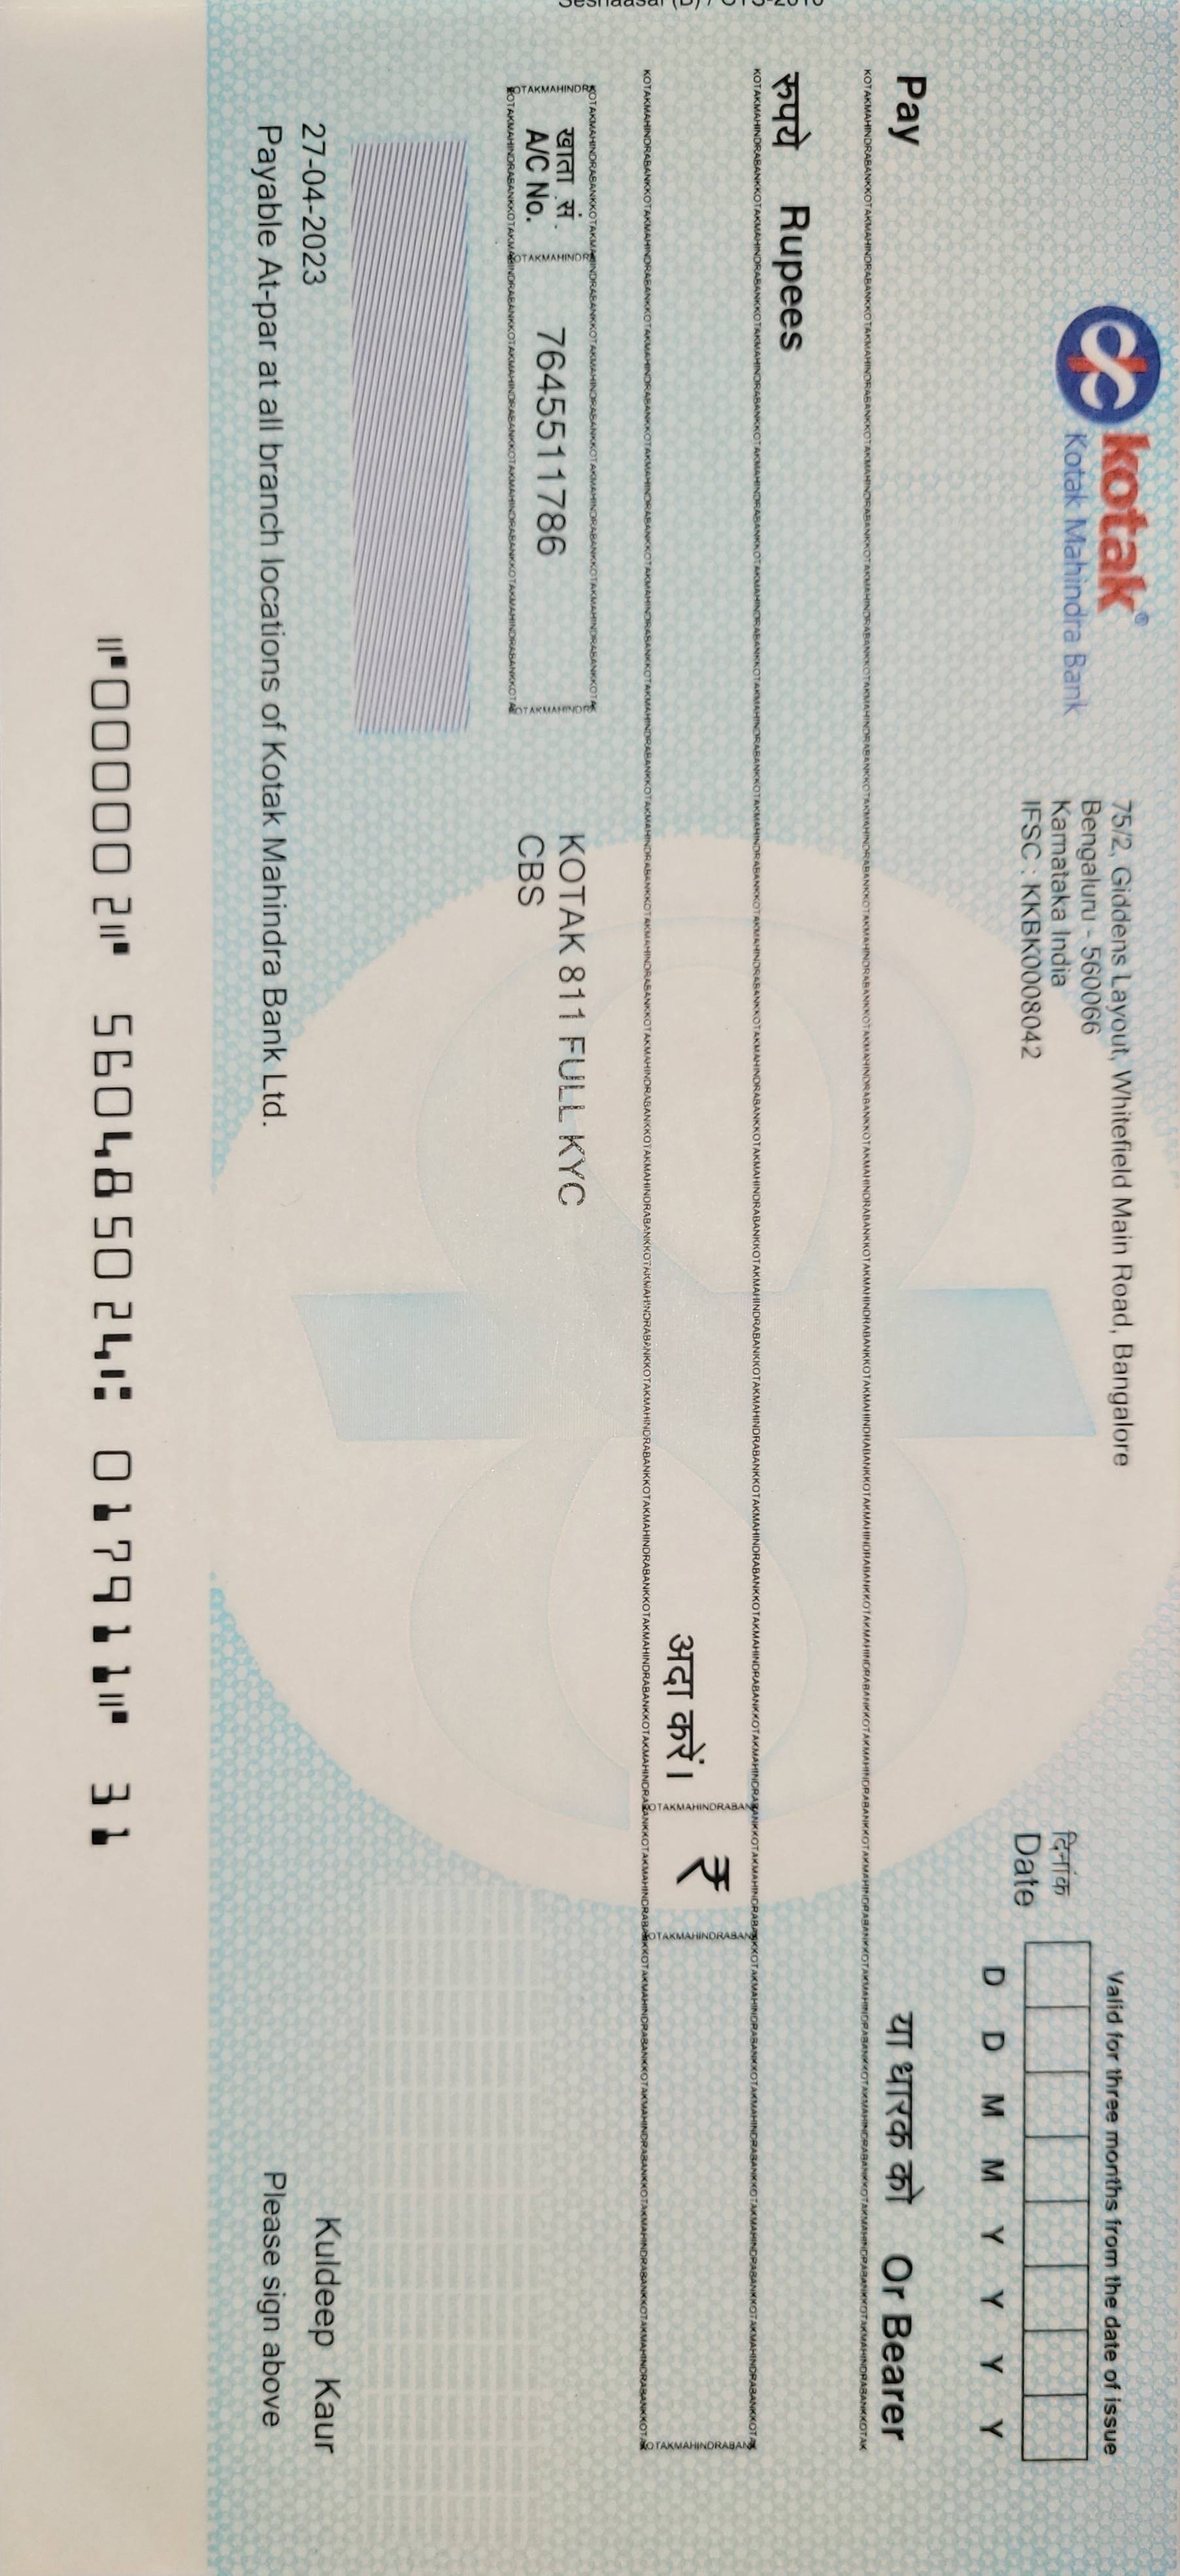 kotak®
Kotak Mahindra Bank
75/2, Giddens Layout, Whitefield Main Road, Bangalore
Bengaluru - 560066
Karnataka India
IFSC : KKBK0008042
Valid for three months from the date of issue
दिनांक
Date
D D M M Y Y Y Y
Pay या धारक को Or Bearer
रुपये Rupees
अदा करें। ₹
खाता सं.
A/C No. 7645511786
KOTAK 811 FULL KYC
CBS
27-04-2023
Payable At-par at all branch locations of Kotak Mahindra Bank Ltd.
Kuldeep Kaur
Please sign above
⑈000002⑈ 560485024⑆ 017911⑈ 31